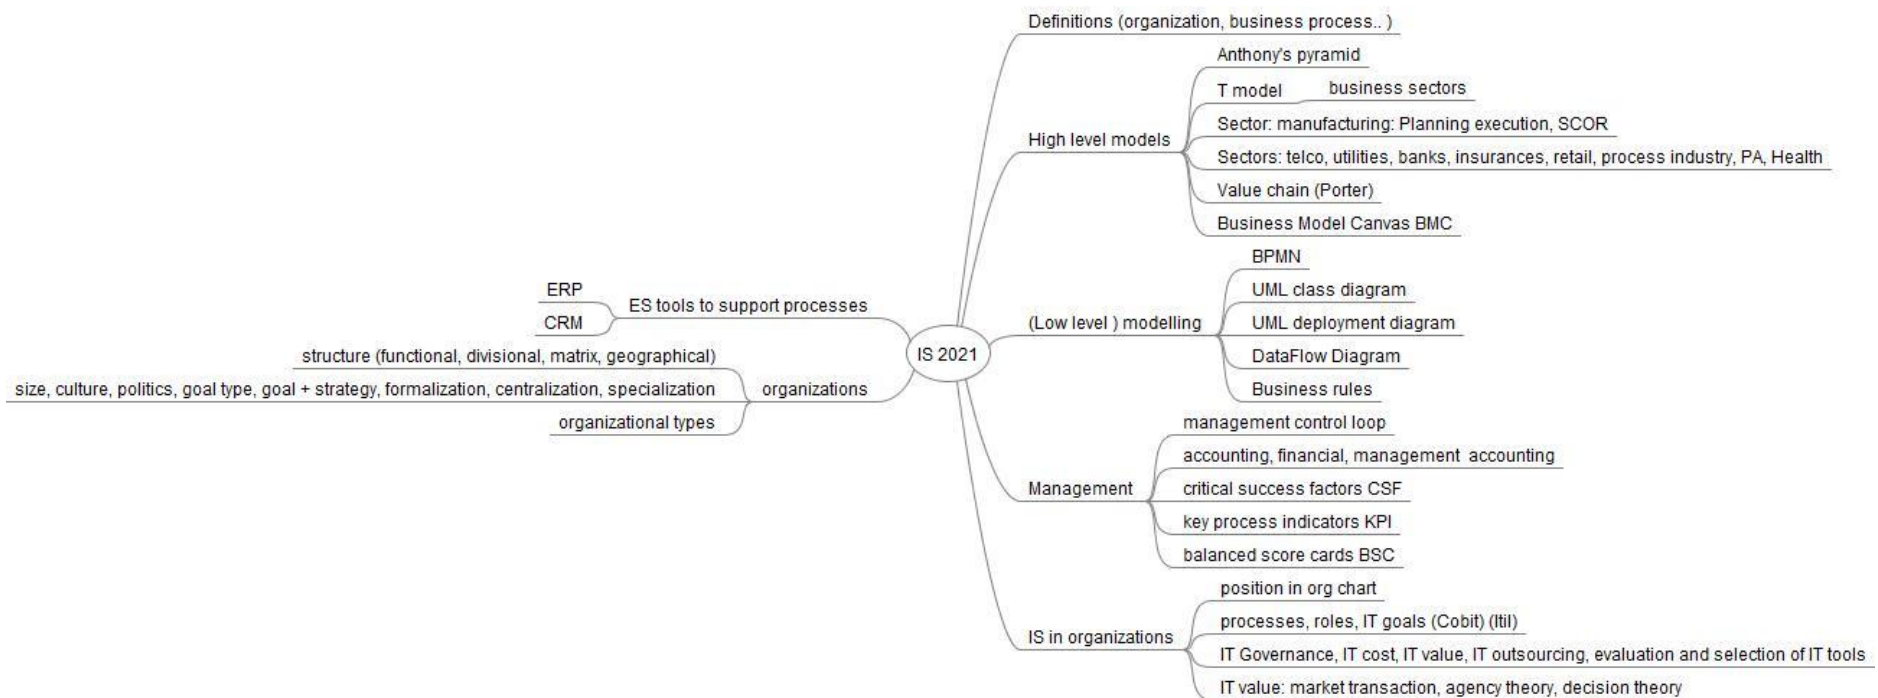 Definitions (organization, business process.. )
Anthony's pyramid
T model
business sectors
Sector: manufacturing: Planning execution, SCOR
High level models
Sectors: telco, utilities, banks, insurances, retail, process industry, PA, Health
Value chain (Porter)
Business Model Canvas BMC
BPMN
UML class diagram
(Low level ) modelling
UML deployment diagram
DataFlow Diagram
Business rules
management control loop
accounting, financial, management  accounting
Management
critical success factors CSF
key process indicators KPI
balanced score cards BSC
position in org chart
processes, roles, IT goals (Cobit) (Itil)
IS in organizations
IT Governance, IT cost, IT value, IT outsourcing, evaluation and selection of IT tools
IT value: market transaction, agency theory, decision theory
IS 2021
ERP
ES tools to support processes
CRM
structure (functional, divisional, matrix, geographical)
size, culture, politics, goal type, goal + strategy, formalization, centralization, specialization
organizations
organizational types